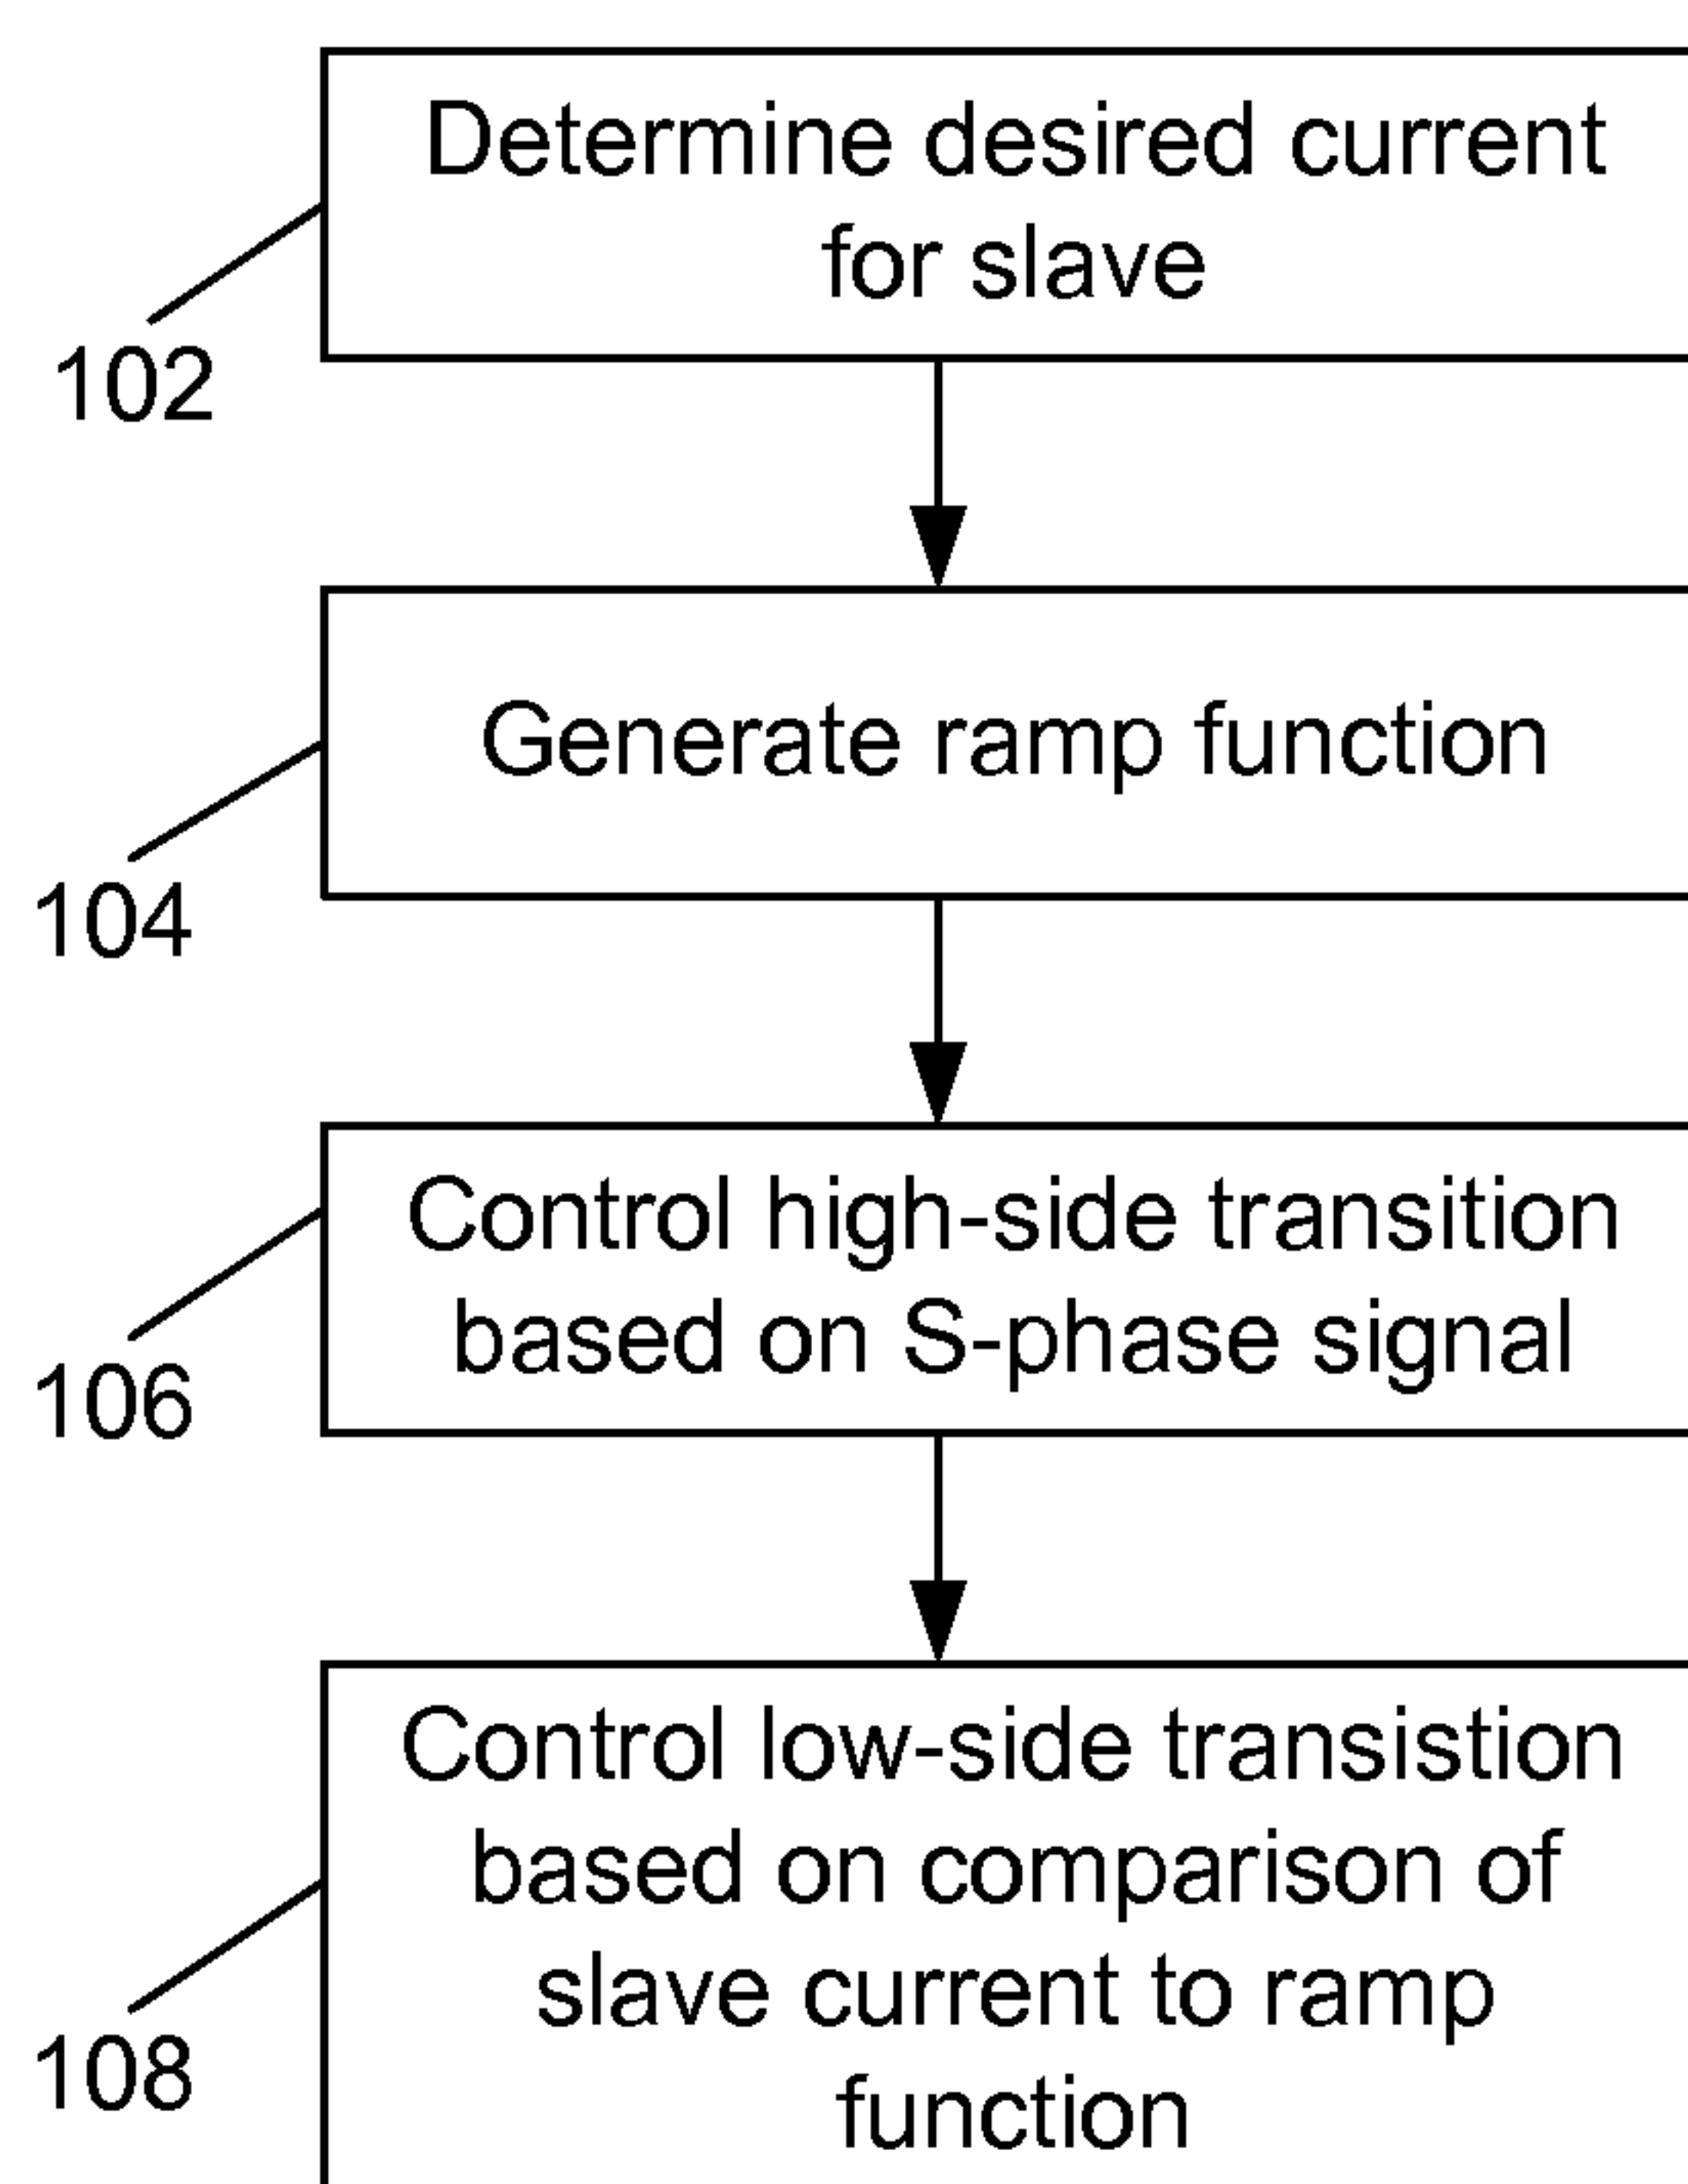 Determine desired current
for slave
102
Generate ramp function
104
Control high-side transition
based on S-phase signal
106
Control low-side transistion
based on comparison of
slave current to ramp
function
108